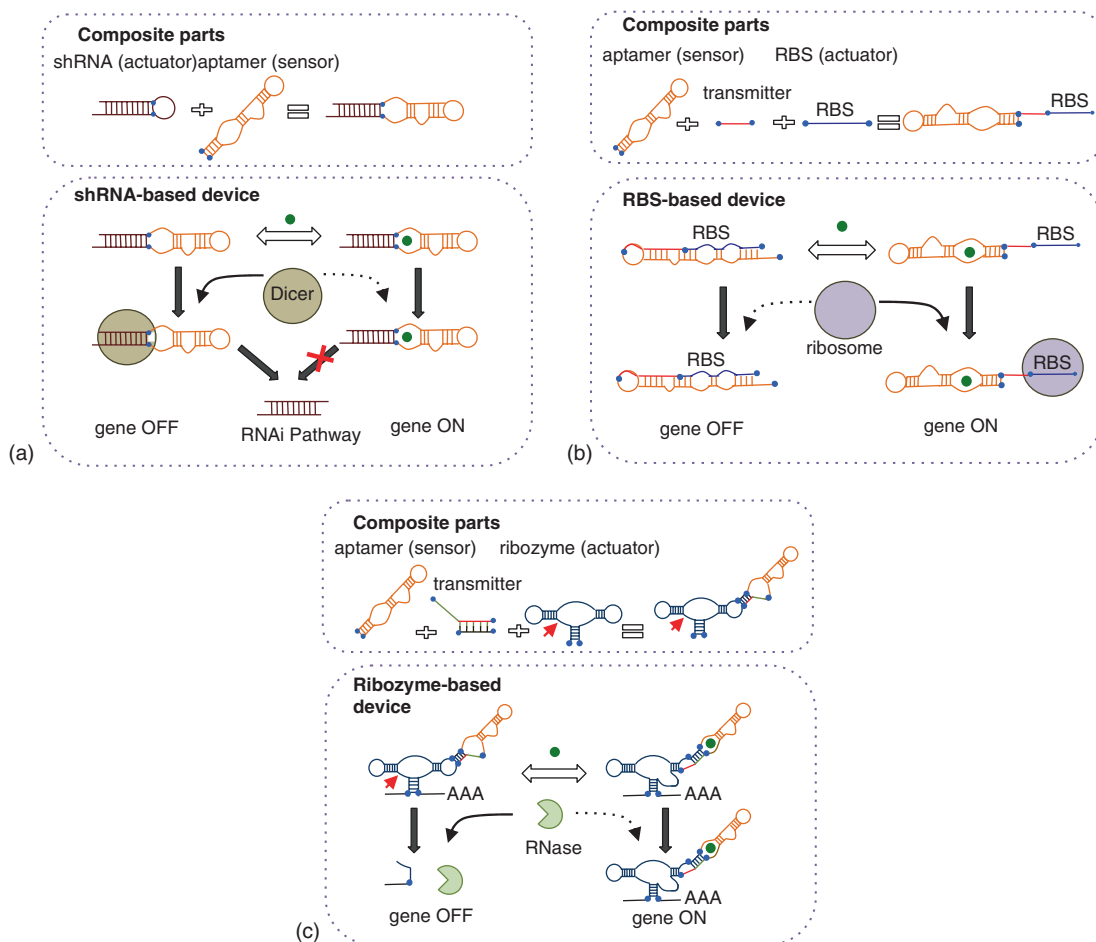 Composite parts
shRNA (actuator)aptamer (sensor)
shRNA-based device
Dicer
gene OFF
RNAi Pathway
gene ON
(a)
Composite parts
aptamer (sensor) RBS (actuator)
transmitter
RBS
RBS
RBS-based device
RBS
RBS
ribosome
RBS
RBS
gene OFF
gene ON
(b)
Composite parts
aptamer (sensor) ribozyme (actuator)
transmitter
Ribozyme-based
device
AAA
AAA
RNase
AAA
gene OFF
gene ON
(c)